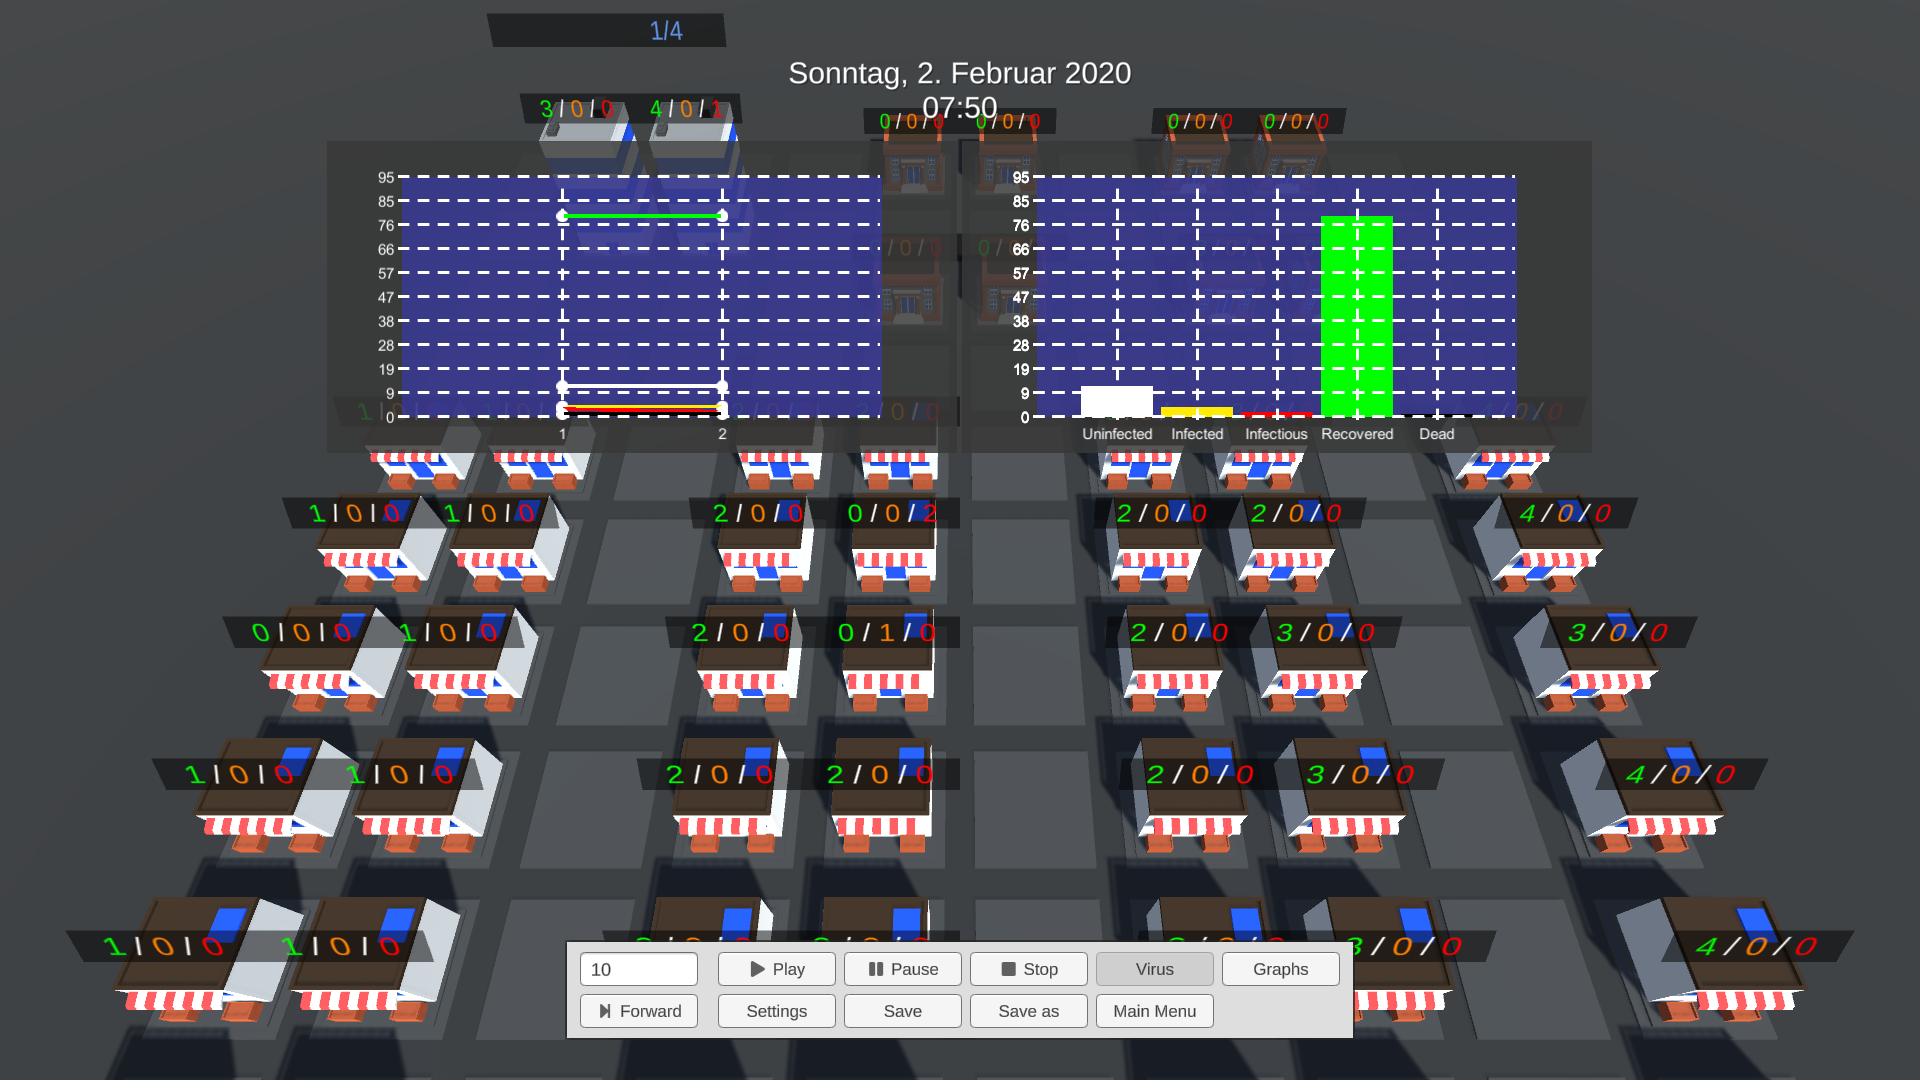 1/4
Sonntag, 2. Februar 2020
07:50
3/0/0 4/0/1 0/0/0 0/0/0 0/0/0 0/0/0
95
85
76
66
57
47
38
28
19
9
0
1 2
95
85
76
66
57
47
38
28
19
9
0
Uninfected Infected Infectious Recovered Dead
1/0/0 1/0/0 2/0/0 0/0/2 2/0/0 2/0/0 4/0/0
0/0/0 1/0/0 2/0/0 0/1/0 2/0/0 3/0/0 3/0/0
1/0/0 1/0/0 2/0/0 2/0/0 2/0/0 3/0/0 4/0/0
1/0/0 1/0/0 3/0/0 4/0/0
10 Play Pause Stop Virus Graphs
Forward Settings Save Save as Main Menu